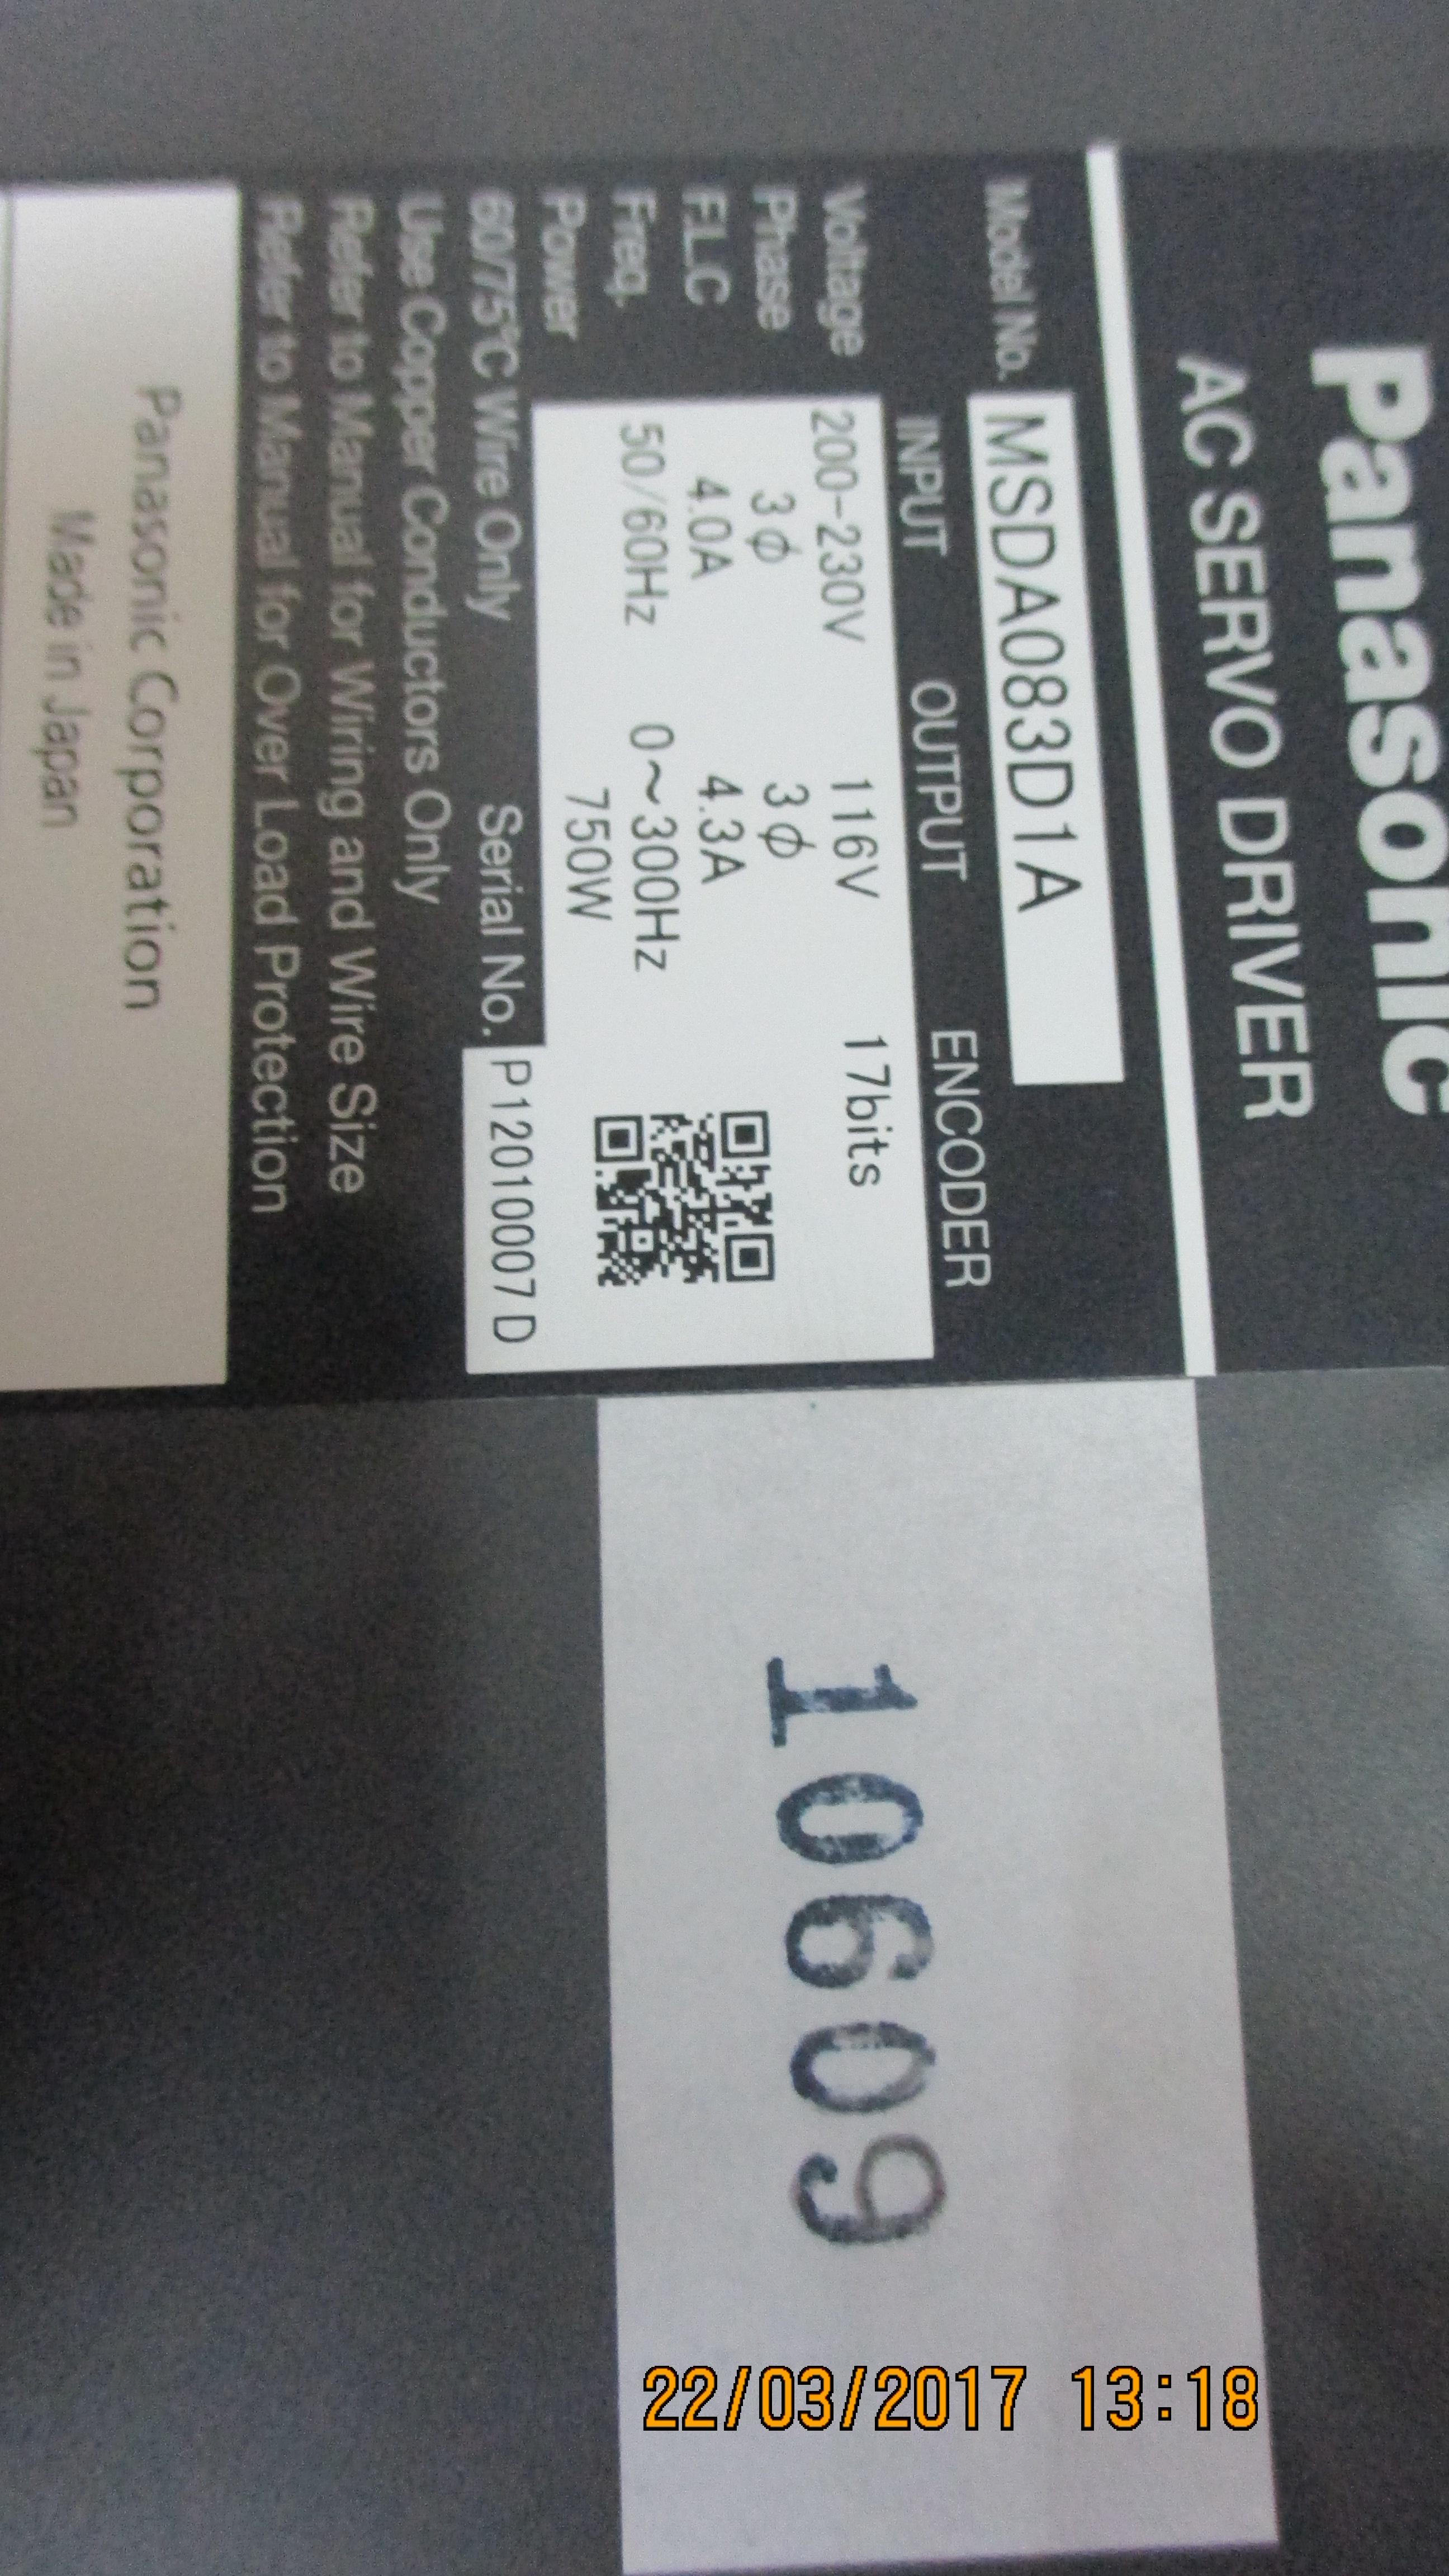 Panasonic
AC SERVO DRIVER
Model No. MSDA083D1A
INPUT OUTPUT ENCODER
Voltage 200-230V 116V 17bits
Phase 3ϕ 3ϕ
F.L.C 4.0A 4.3A
Freq. 50/60Hz 0~300Hz
Power 750W
60/75°C Wire Only Serial No. P12010007D
Use Copper Conductors Only
Refer to Manual for Wiring and Wire Size
Refer to Manual for Over Load Protection
Panasonic Corporation
Made in Japan
10609
22/03/2017 13:18